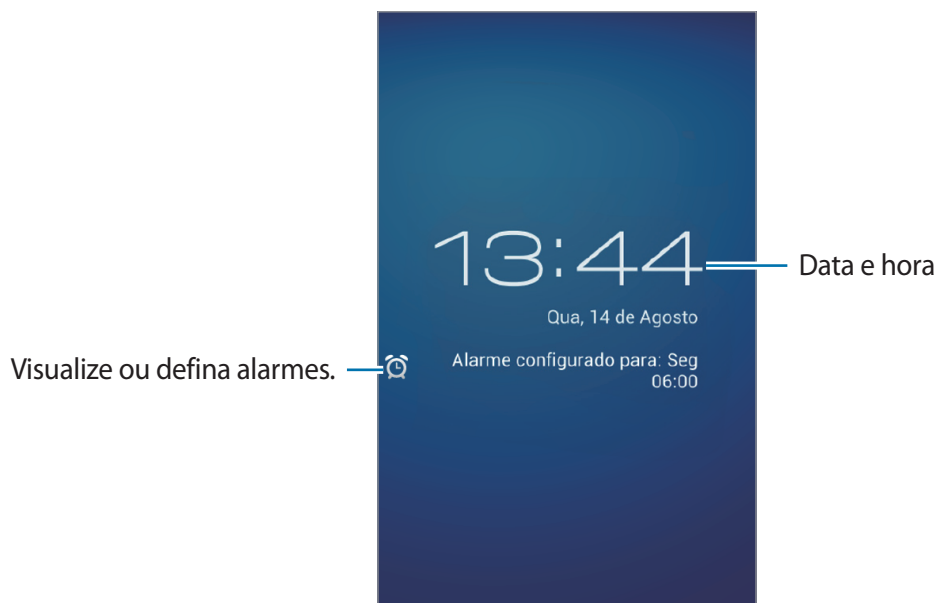 13:44
Data e hora
Qua, 14 de Agosto
Visualize ou defina alarmes.
Alarme configurado para: Seg
06:00